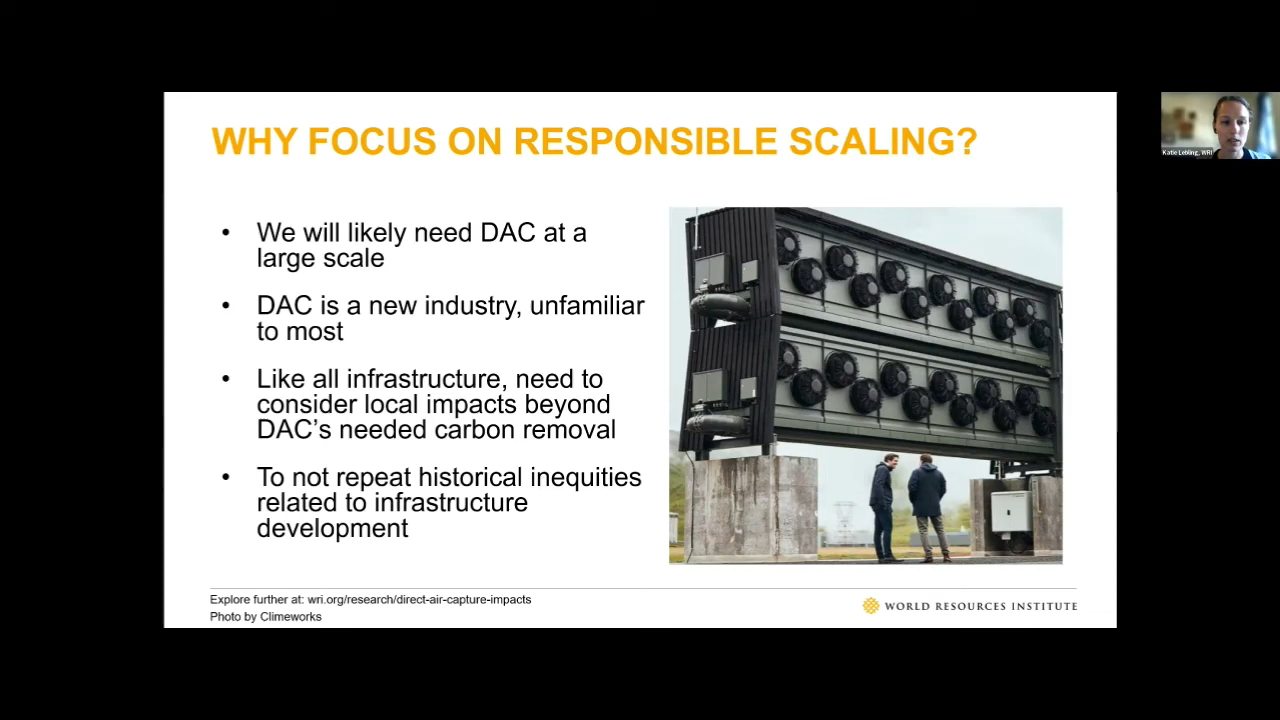 WHY FOCUS ON RESPONSIBLE SCALING?
• We will likely need DAC at a
large scale
• DAC is a new industry, unfamiliar
to most
• Like all infrastructure, need to
consider local impacts beyond
DAC’s needed carbon removal
• To not repeat historical inequities
related to infrastructure
development
Explore further at: wri.org/research/direct-air-capture-impacts
Photo by Climeworks
WORLD RESOURCES INSTITUTE
Katie Lebling, WRI